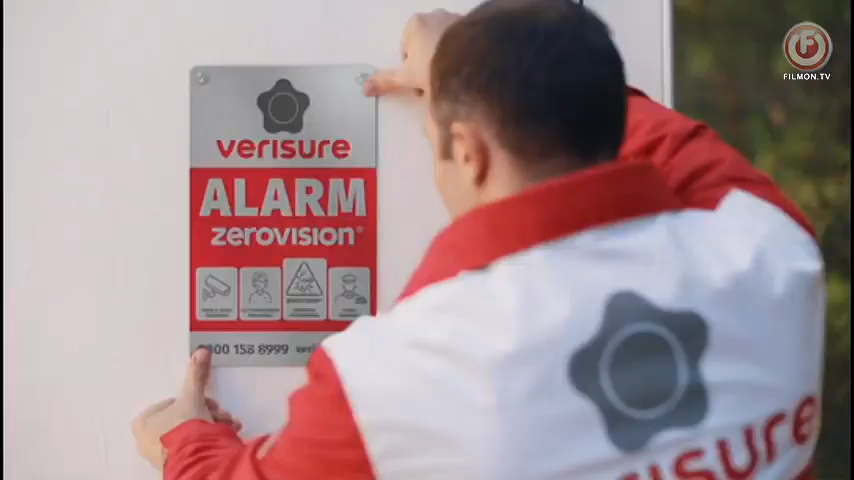 FILMON.TV
verisure
ALARM
zerovision®
0800 158 8999
verisure